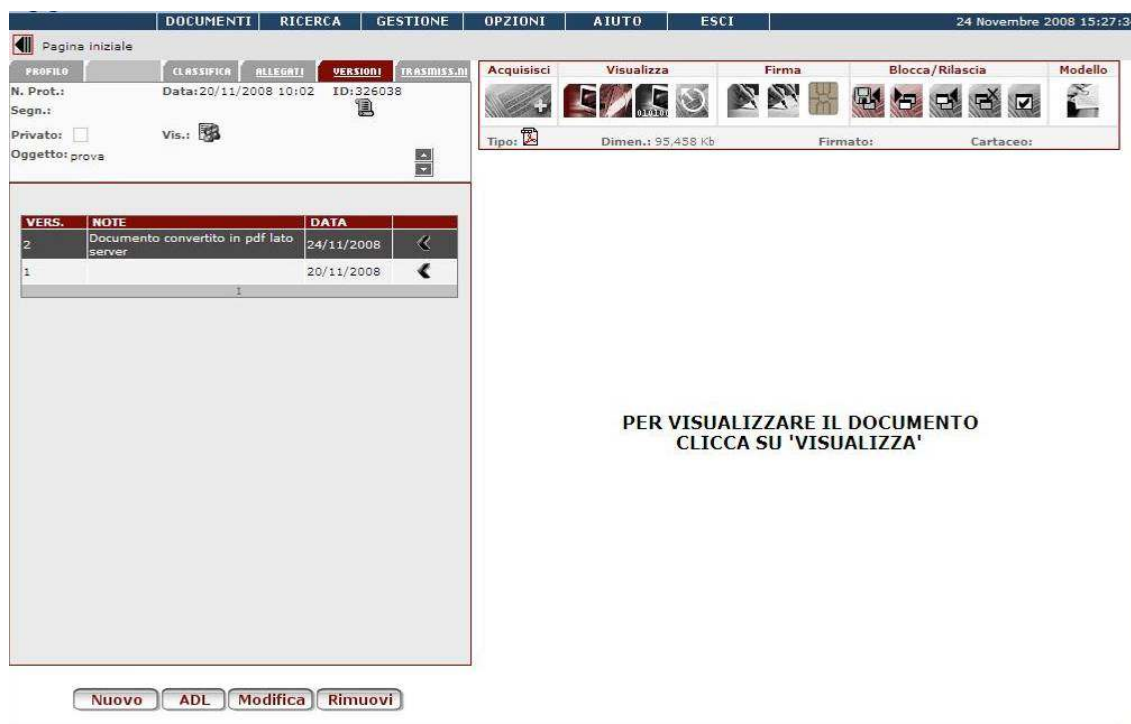 DOCUMENTI RICERCA GESTIONE OPZIONI AIUTO ESCI 24 Novembre 2008 15:27:3
Pagina iniziale
PROFILO CLASSIFICA ALLEGATI VERSIONI TRASMISS.NI
N. Prot.: Data:20/11/2008 10:02 ID:326038
Segn.:
Privato: Vis.:
Oggetto: prova
Acquisisci Visualizza Firma Blocca/Rilascia Modello
Tipo: Dimen.: 95,458 Kb Firmato: Cartaceo:
VERS. NOTE DATA
2 Documento convertito in pdf lato server 24/11/2008
1 20/11/2008
1
PER VISUALIZZARE IL DOCUMENTO
CLICCA SU 'VISUALIZZA'
Nuovo ADL Modifica Rimuovi